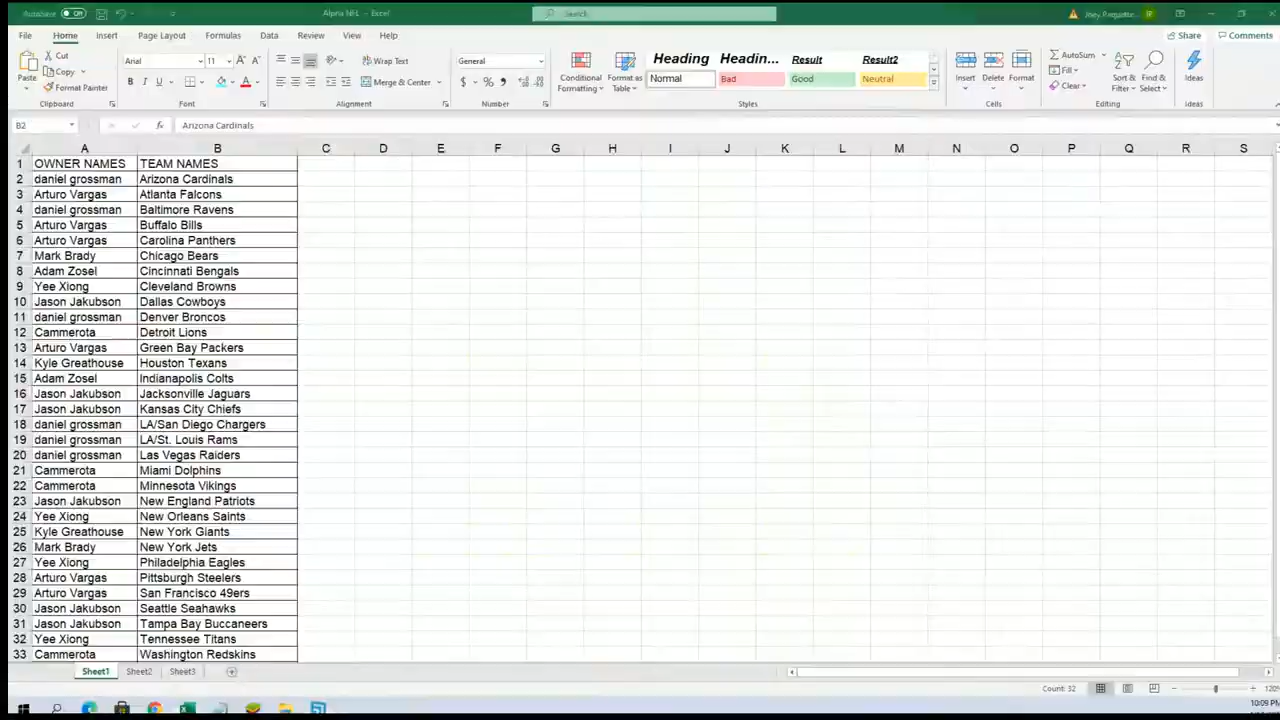 AutoSave Off
Alpha NFL - Excel
Search
Joey Paquette
JP
File Home Insert Page Layout Formulas Data Review View Help
Share Comments
Paste
Cut
Copy
Format Painter
Clipboard
Arial 11
B I U
Font
Wrap Text
Merge & Center
Alignment
General
$ % ,
Number
Conditional Formatting
Format as Table
Heading Headin... Result Result2
Normal Bad Good Neutral
Styles
Insert Delete Format
Cells
AutoSum
Fill
Clear
Sort & Filter
Find & Select
Editing
Ideas
Ideas
B2 fx Arizona Cardinals
A B C D E F G H I J K L M N O P Q R S
1 OWNER NAMES TEAM NAMES
2 daniel grossman Arizona Cardinals
3 Arturo Vargas Atlanta Falcons
4 daniel grossman Baltimore Ravens
5 Arturo Vargas Buffalo Bills
6 Arturo Vargas Carolina Panthers
7 Mark Brady Chicago Bears
8 Adam Zosel Cincinnati Bengals
9 Yee Xiong Cleveland Browns
10 Jason Jakubson Dallas Cowboys
11 daniel grossman Denver Broncos
12 Cammerota Detroit Lions
13 Arturo Vargas Green Bay Packers
14 Kyle Greathouse Houston Texans
15 Adam Zosel Indianapolis Colts
16 Jason Jakubson Jacksonville Jaguars
17 Jason Jakubson Kansas City Chiefs
18 daniel grossman LA/San Diego Chargers
19 daniel grossman LA/St. Louis Rams
20 daniel grossman Las Vegas Raiders
21 Cammerota Miami Dolphins
22 Cammerota Minnesota Vikings
23 Jason Jakubson New England Patriots
24 Yee Xiong New Orleans Saints
25 Kyle Greathouse New York Giants
26 Mark Brady New York Jets
27 Yee Xiong Philadelphia Eagles
28 Arturo Vargas Pittsburgh Steelers
29 Arturo Vargas San Francisco 49ers
30 Jason Jakubson Seattle Seahawks
31 Jason Jakubson Tampa Bay Buccaneers
32 Yee Xiong Tennessee Titans
33 Cammerota Washington Redskins
Sheet1 Sheet2 Sheet3
Count: 32
120%
10:09 PM